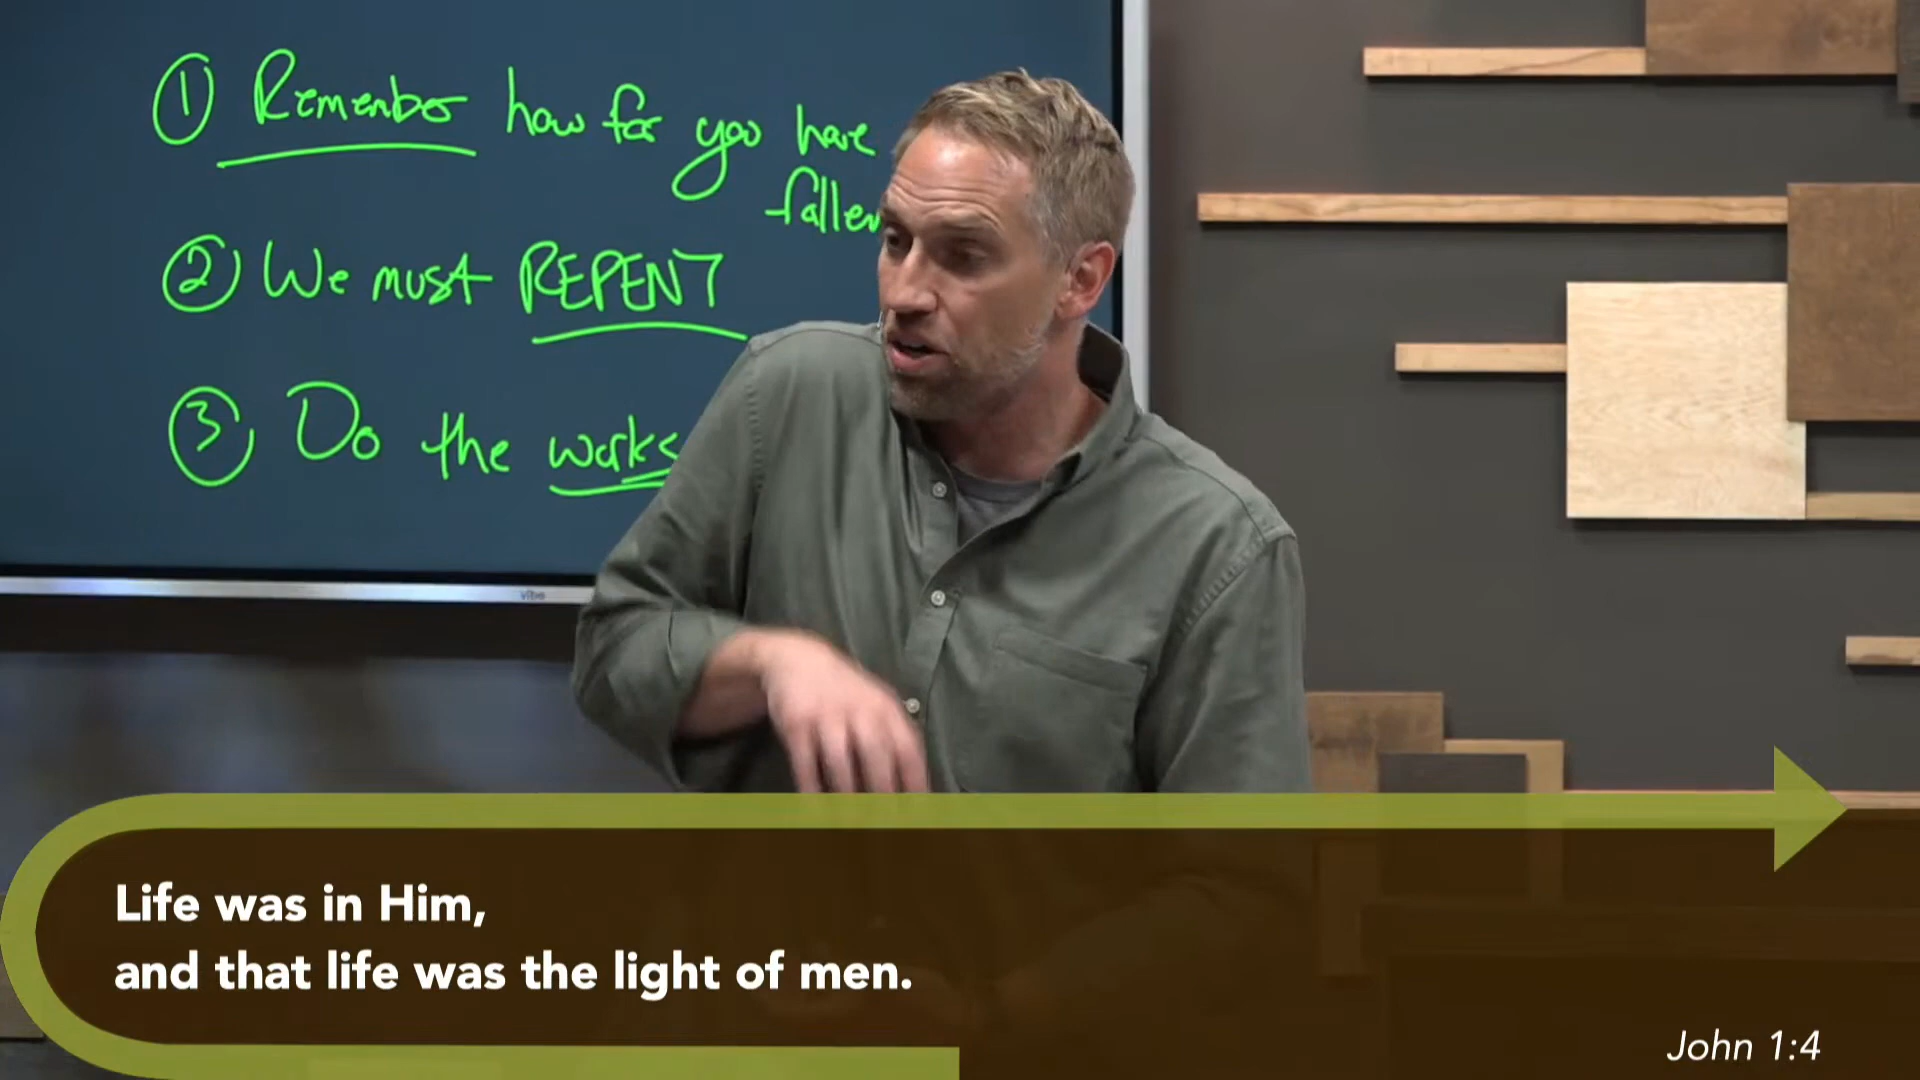 ① Remember how far you have
fallen
② We must REPENT
③ Do the works
vibe
Life was in Him,
and that life was the light of men.
John 1:4